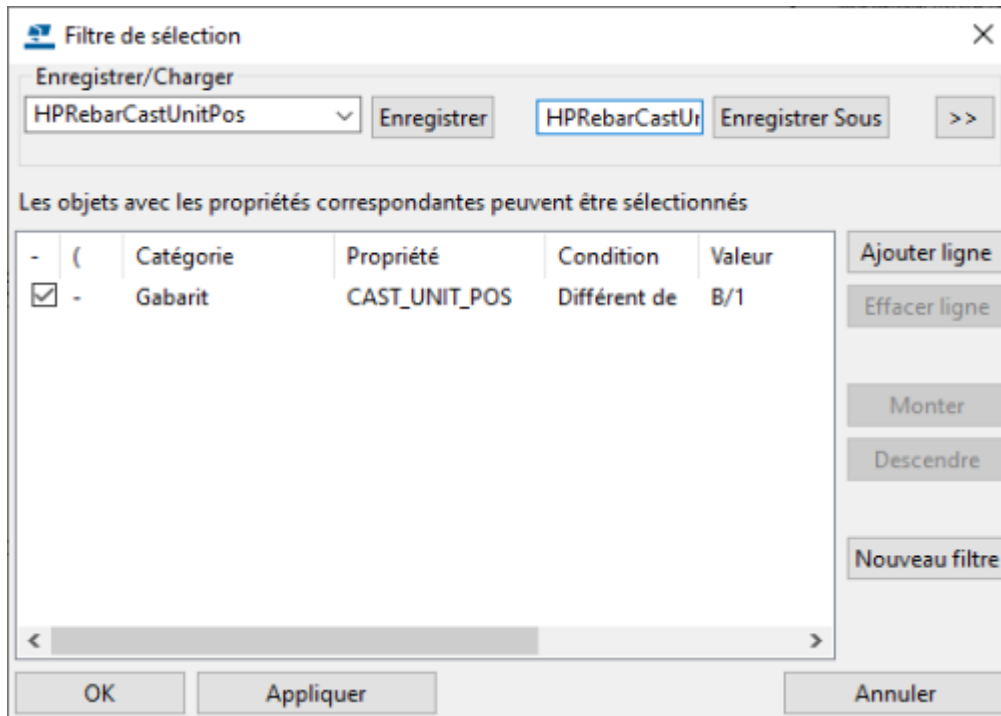 Filtre de sélection
Enregistrer/Charger
HPRebarCastUnitPos Enregistrer HPRebarCastUr Enregistrer Sous >>
Les objets avec les propriétés correspondantes peuvent être sélectionnés
- ( Catégorie Propriété Condition Valeur Ajouter ligne
- Gabarit CAST_UNIT_POS Différent de B/1 Effacer ligne
Monter
Descendre
Nouveau filtre
OK Appliquer Annuler